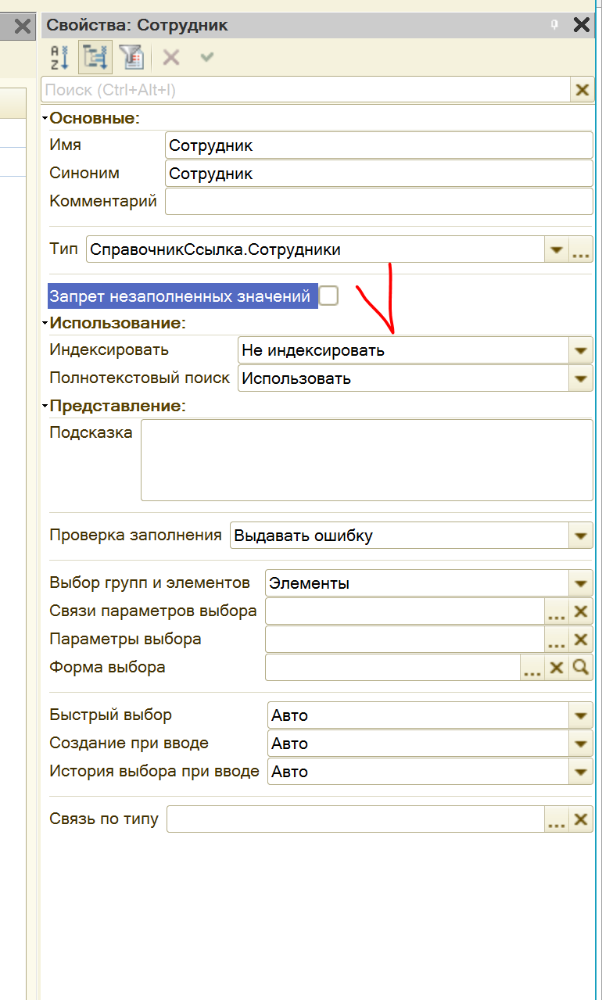 Свойства: Сотрудник
Поиск (Ctrl+Alt+I)
Основные:
Имя Сотрудник
Синоним Сотрудник
Комментарий
Тип СправочникСсылка.Сотрудники
Запрет незаполненных значений
Использование:
Индексировать Не индексировать
Полнотекстовый поиск Использовать
Представление:
Подсказка
Проверка заполнения Выдавать ошибку
Выбор групп и элементов Элементы
Связи параметров выбора
Параметры выбора
Форма выбора
Быстрый выбор Авто
Создание при вводе Авто
История выбора при вводе Авто
Связь по типу